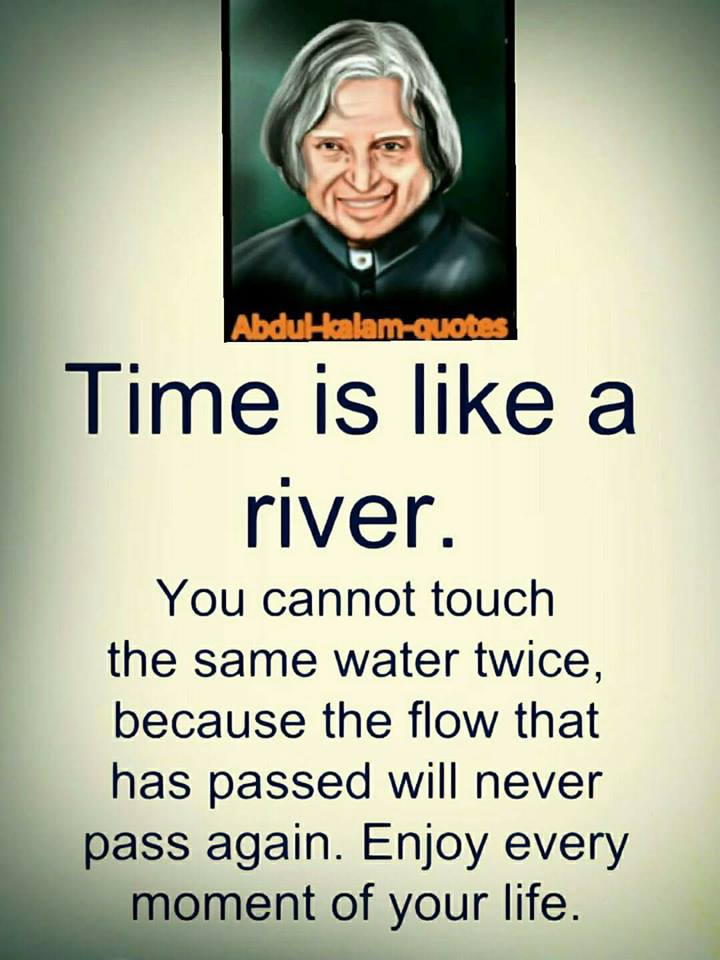 Abdul-kalam-quotes
Time is like a
river.
You cannot touch
the same water twice,
because the flow that
has passed will never
pass again. Enjoy every
moment of your life.